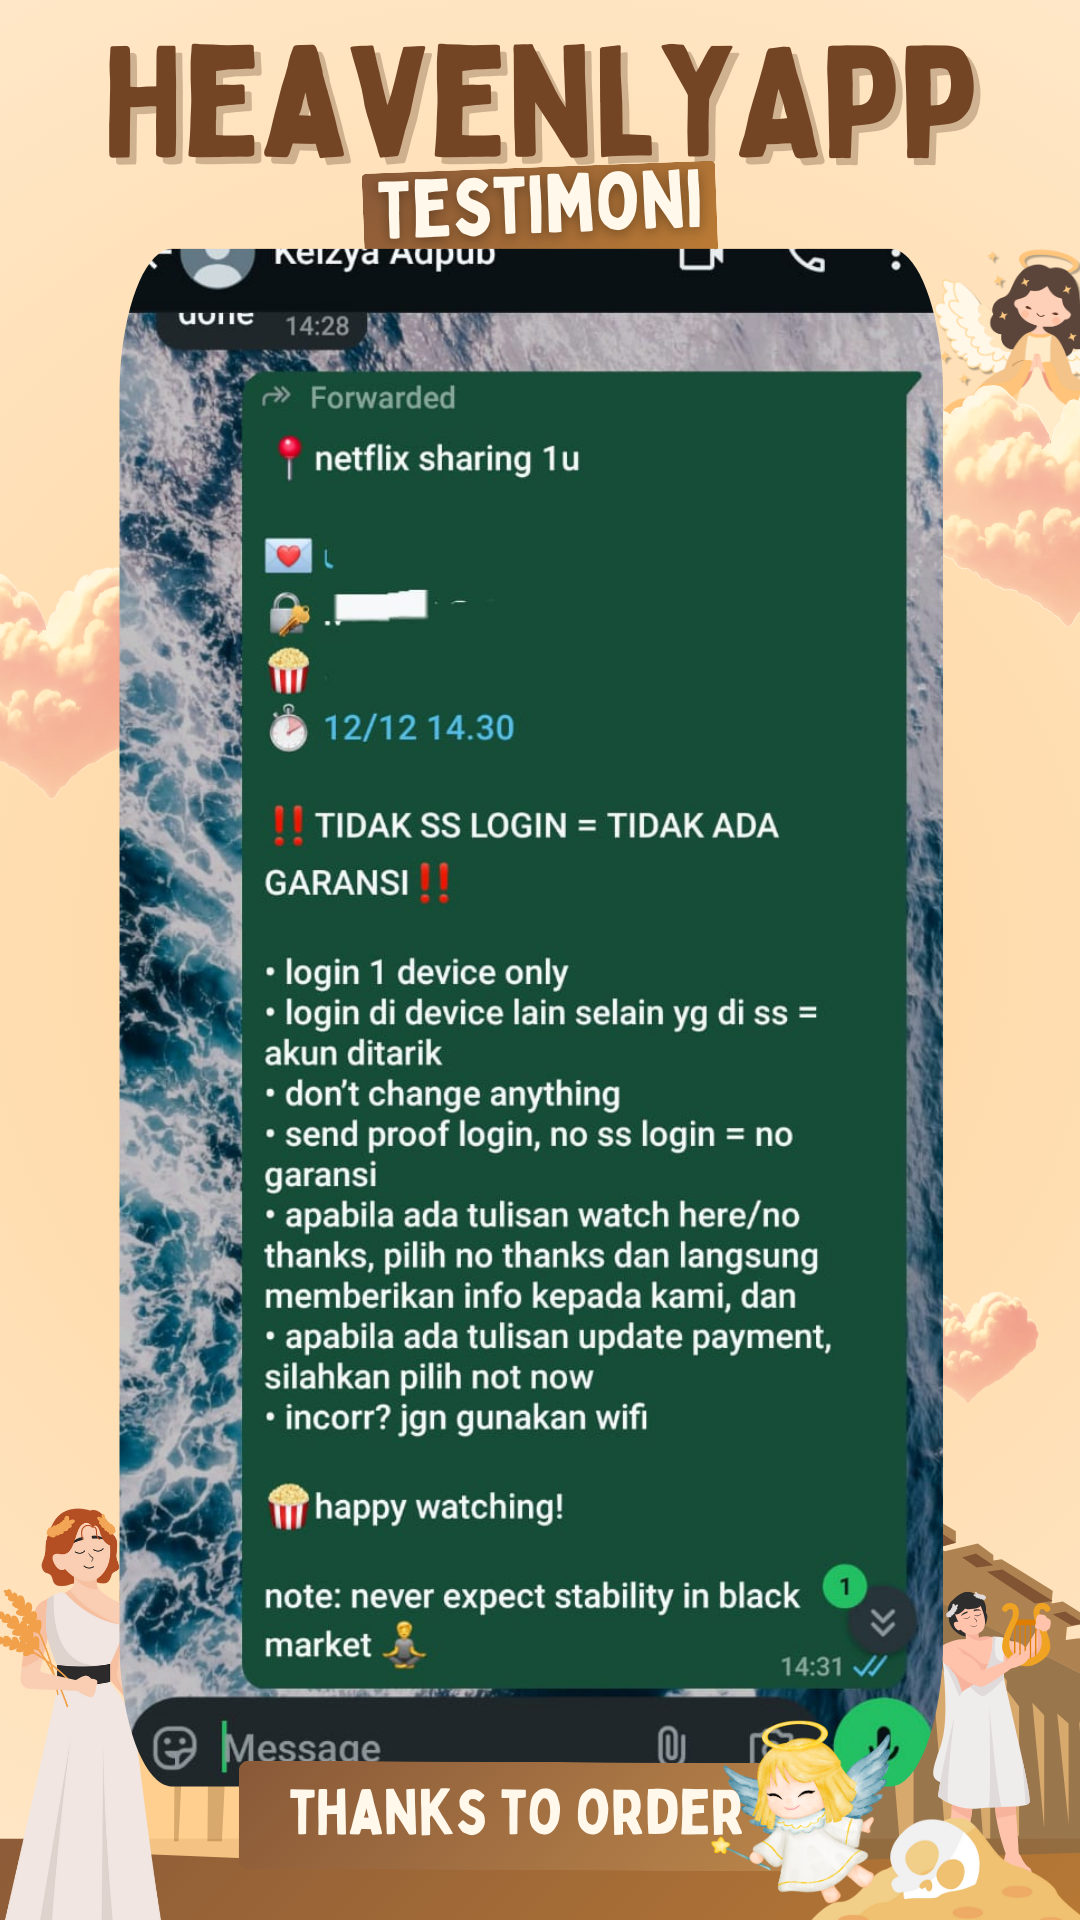 HEAVENLYAPP
TESTIMONI
Keizya Adpub
done 14:28
Forwarded
📍netflix sharing 1u
💌
🔐
🍿
⏱️ 12/12 14.30
‼️TIDAK SS LOGIN = TIDAK ADA
GARANSI‼️
• login 1 device only
• login di device lain selain yg di ss =
akun ditarik
• don't change anything
• send proof login, no ss login = no
garansi
• apabila ada tulisan watch here/no
thanks, pilih no thanks dan langsung
memberikan info kepada kami, dan
• apabila ada tulisan update payment,
silahkan pilih not now
• incorr? jgn gunakan wifi
🍿happy watching!
note: never expect stability in black
market 🧘
1
14:31
Message
THANKS TO ORDER